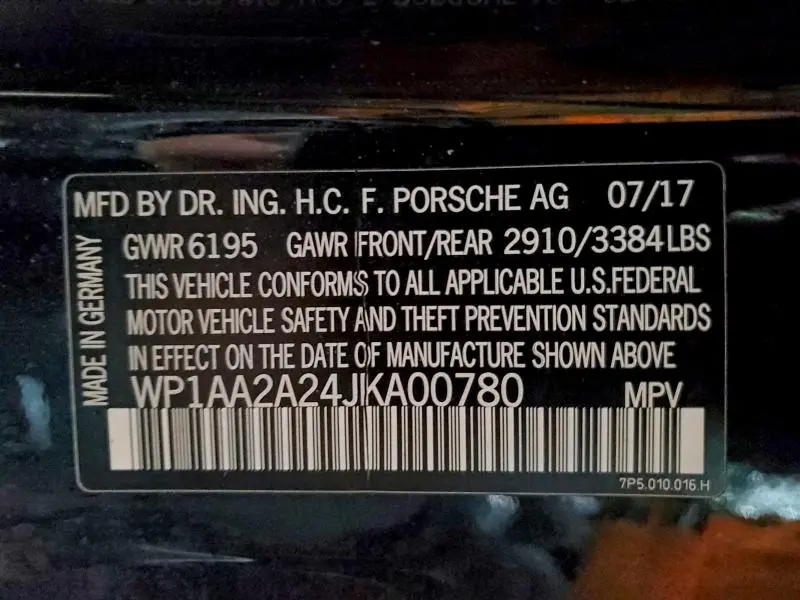 MFD BY DR. ING. H.C. F. PORSCHE AG 07/17
GVWR 6195 GAWR FRONT/REAR 2910/3384 LBS
THIS VEHICLE CONFORMS TO ALL APPLICABLE U.S.FEDERAL
MOTOR VEHICLE SAFETY AND THEFT PREVENTION STANDARDS
IN EFFECT ON THE DATE OF MANUFACTURE SHOWN ABOVE
WP1AA2A24JKA00780 MPV
MADE IN GERMANY
7P5.010.016.H